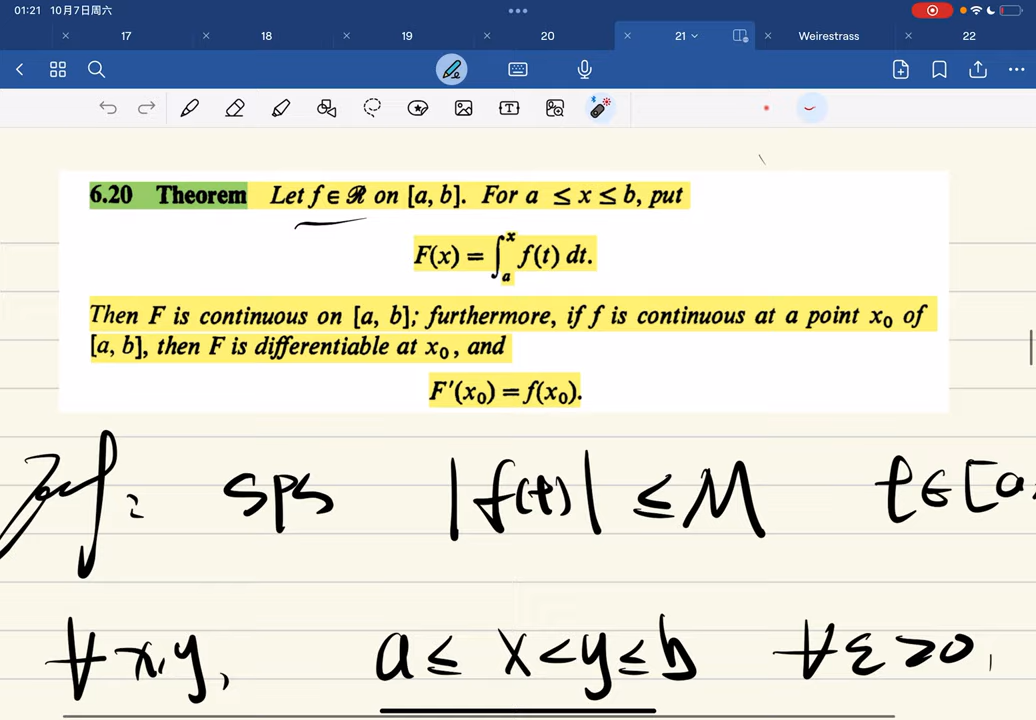 01:21 10月7日周六
17 18 19 20 21 Weirestrass 22
6.20 Theorem Let f ∈ ℛ on [a, b]. For a ≤ x ≤ b, put
F(x) = ∫ₐˣ f(t) dt.
Then F is continuous on [a, b]; furthermore, if f is continuous at a point x₀ of
[a, b], then F is differentiable at x₀, and
F′(x₀) = f(x₀).
sps |f(t)| ≤ M t ∈ [a,
∀ x,y, a ≤ x < y ≤ b ∀ ε > 0,